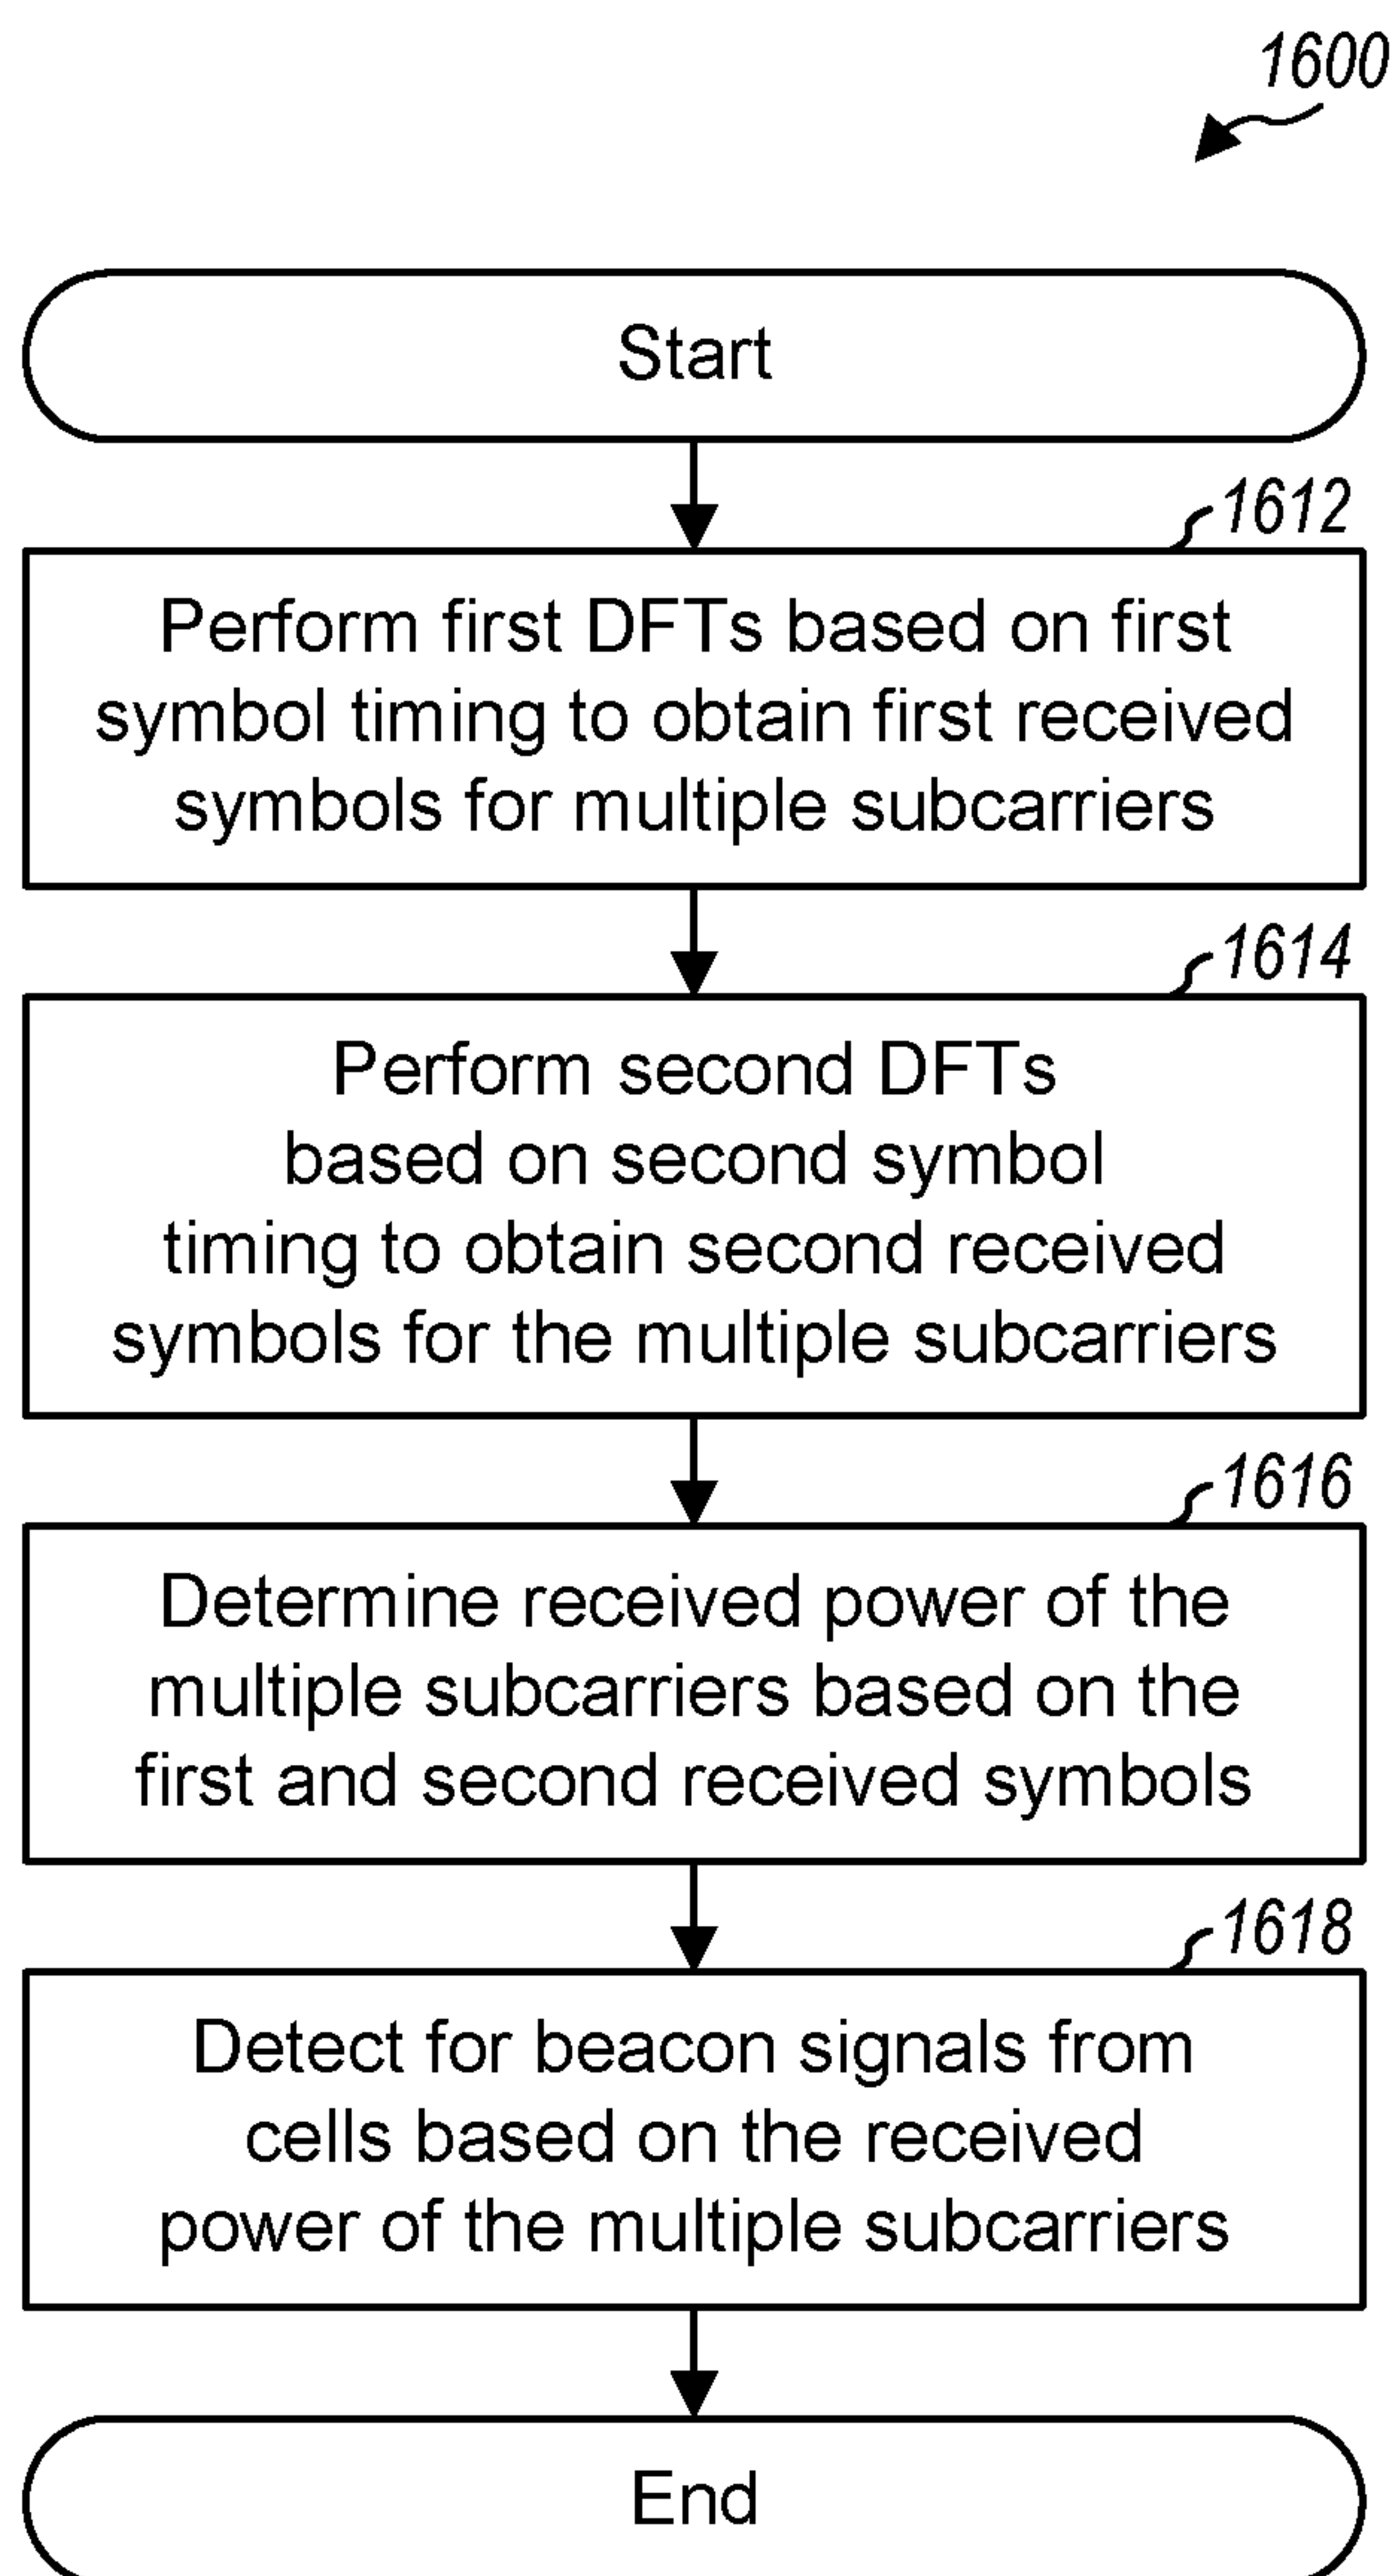 1600
Start
1612
Perform first DFTs based on first
symbol timing to obtain first received
symbols for multiple subcarriers
1614
Perform second DFTs
based on second symbol
timing to obtain second received
symbols for the multiple subcarriers
1616
Determine received power of the
multiple subcarriers based on the
first and second received symbols
1618
Detect for beacon signals from
cells based on the received
power of the multiple subcarriers
End